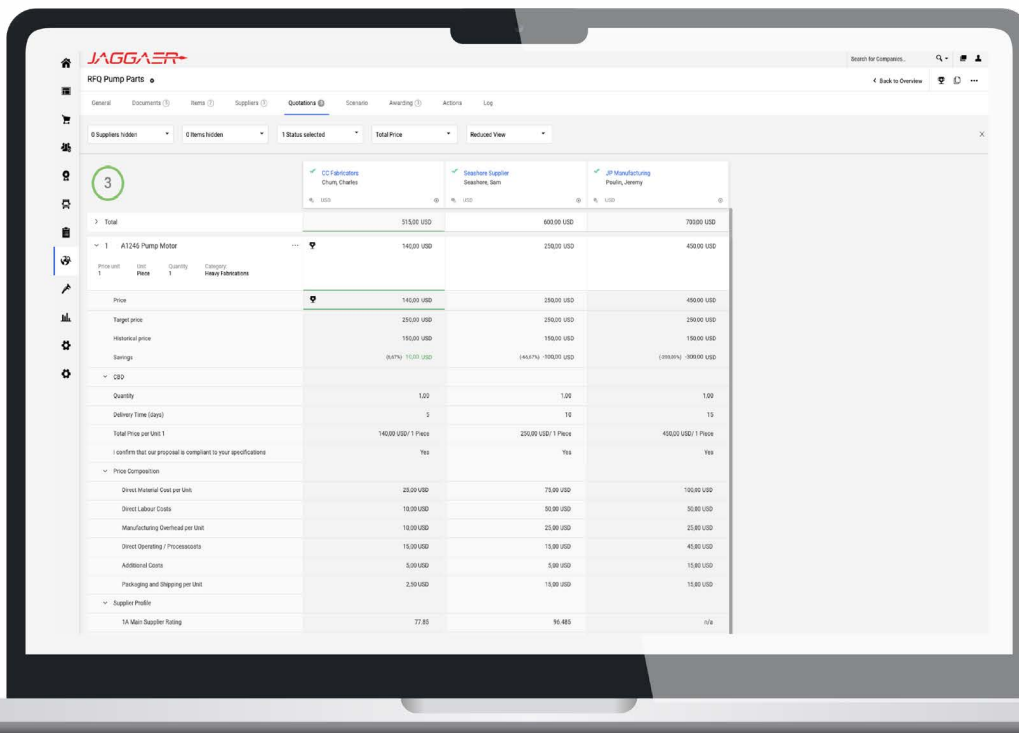 JAGGAER
Search for Companies..
RFQ Pump Parts
Back to Overview
General Documents Items Suppliers Quotations Scenario Awarding Actions Log
0 Suppliers hidden 0 Items hidden 1 Status selected Total Price Reduced View X
3
CC Fabricators Seashore Supplier JP Manufacturing
Chum, Charles Seashore, Sam Poulin, Jeremy
USD USD USD
Total 515,00 USD 600,00 USD 700,00 USD
1 A1246 Pump Motor ... 140,00 USD 250,00 USD 450,00 USD
Price unit Unit Quantity Category
1 Piece 1 Heavy Fabrications
Price 140,00 USD 250,00 USD 450,00 USD
Target price 250,00 USD 250,00 USD 250,00 USD
Historical price 150,00 USD 150,00 USD 150,00 USD
Savings (6,67%) 10,00 USD (-66,67%) -100,00 USD -300,00 USD
CBD
Quantity 1,00 1,00 1,00
Delivery Time (days) 5 10 15
Total Price per Unit 1 140,00 USD/ 1 Piece 250,00 USD/ 1 Piece 450,00 USD/ 1 Piece
I confirm that our proposal is compliant to your specifications Yes Yes Yes
Price Composition
Direct Material Cost per Unit 25,00 USD 75,00 USD 100,00 USD
Direct Labour Costs 10,00 USD 50,00 USD 50,00 USD
Manufacturing Overhead per Unit 10,00 USD 25,00 USD 25,00 USD
Direct Operating / Processcosts 15,00 USD 15,00 USD 45,00 USD
Additional Costs 5,00 USD 5,00 USD 15,00 USD
Packaging and Shipping per Unit 2,50 USD 15,00 USD 15,00 USD
Supplier Profile
1A Main Supplier Rating 77.85 96.485 n/a